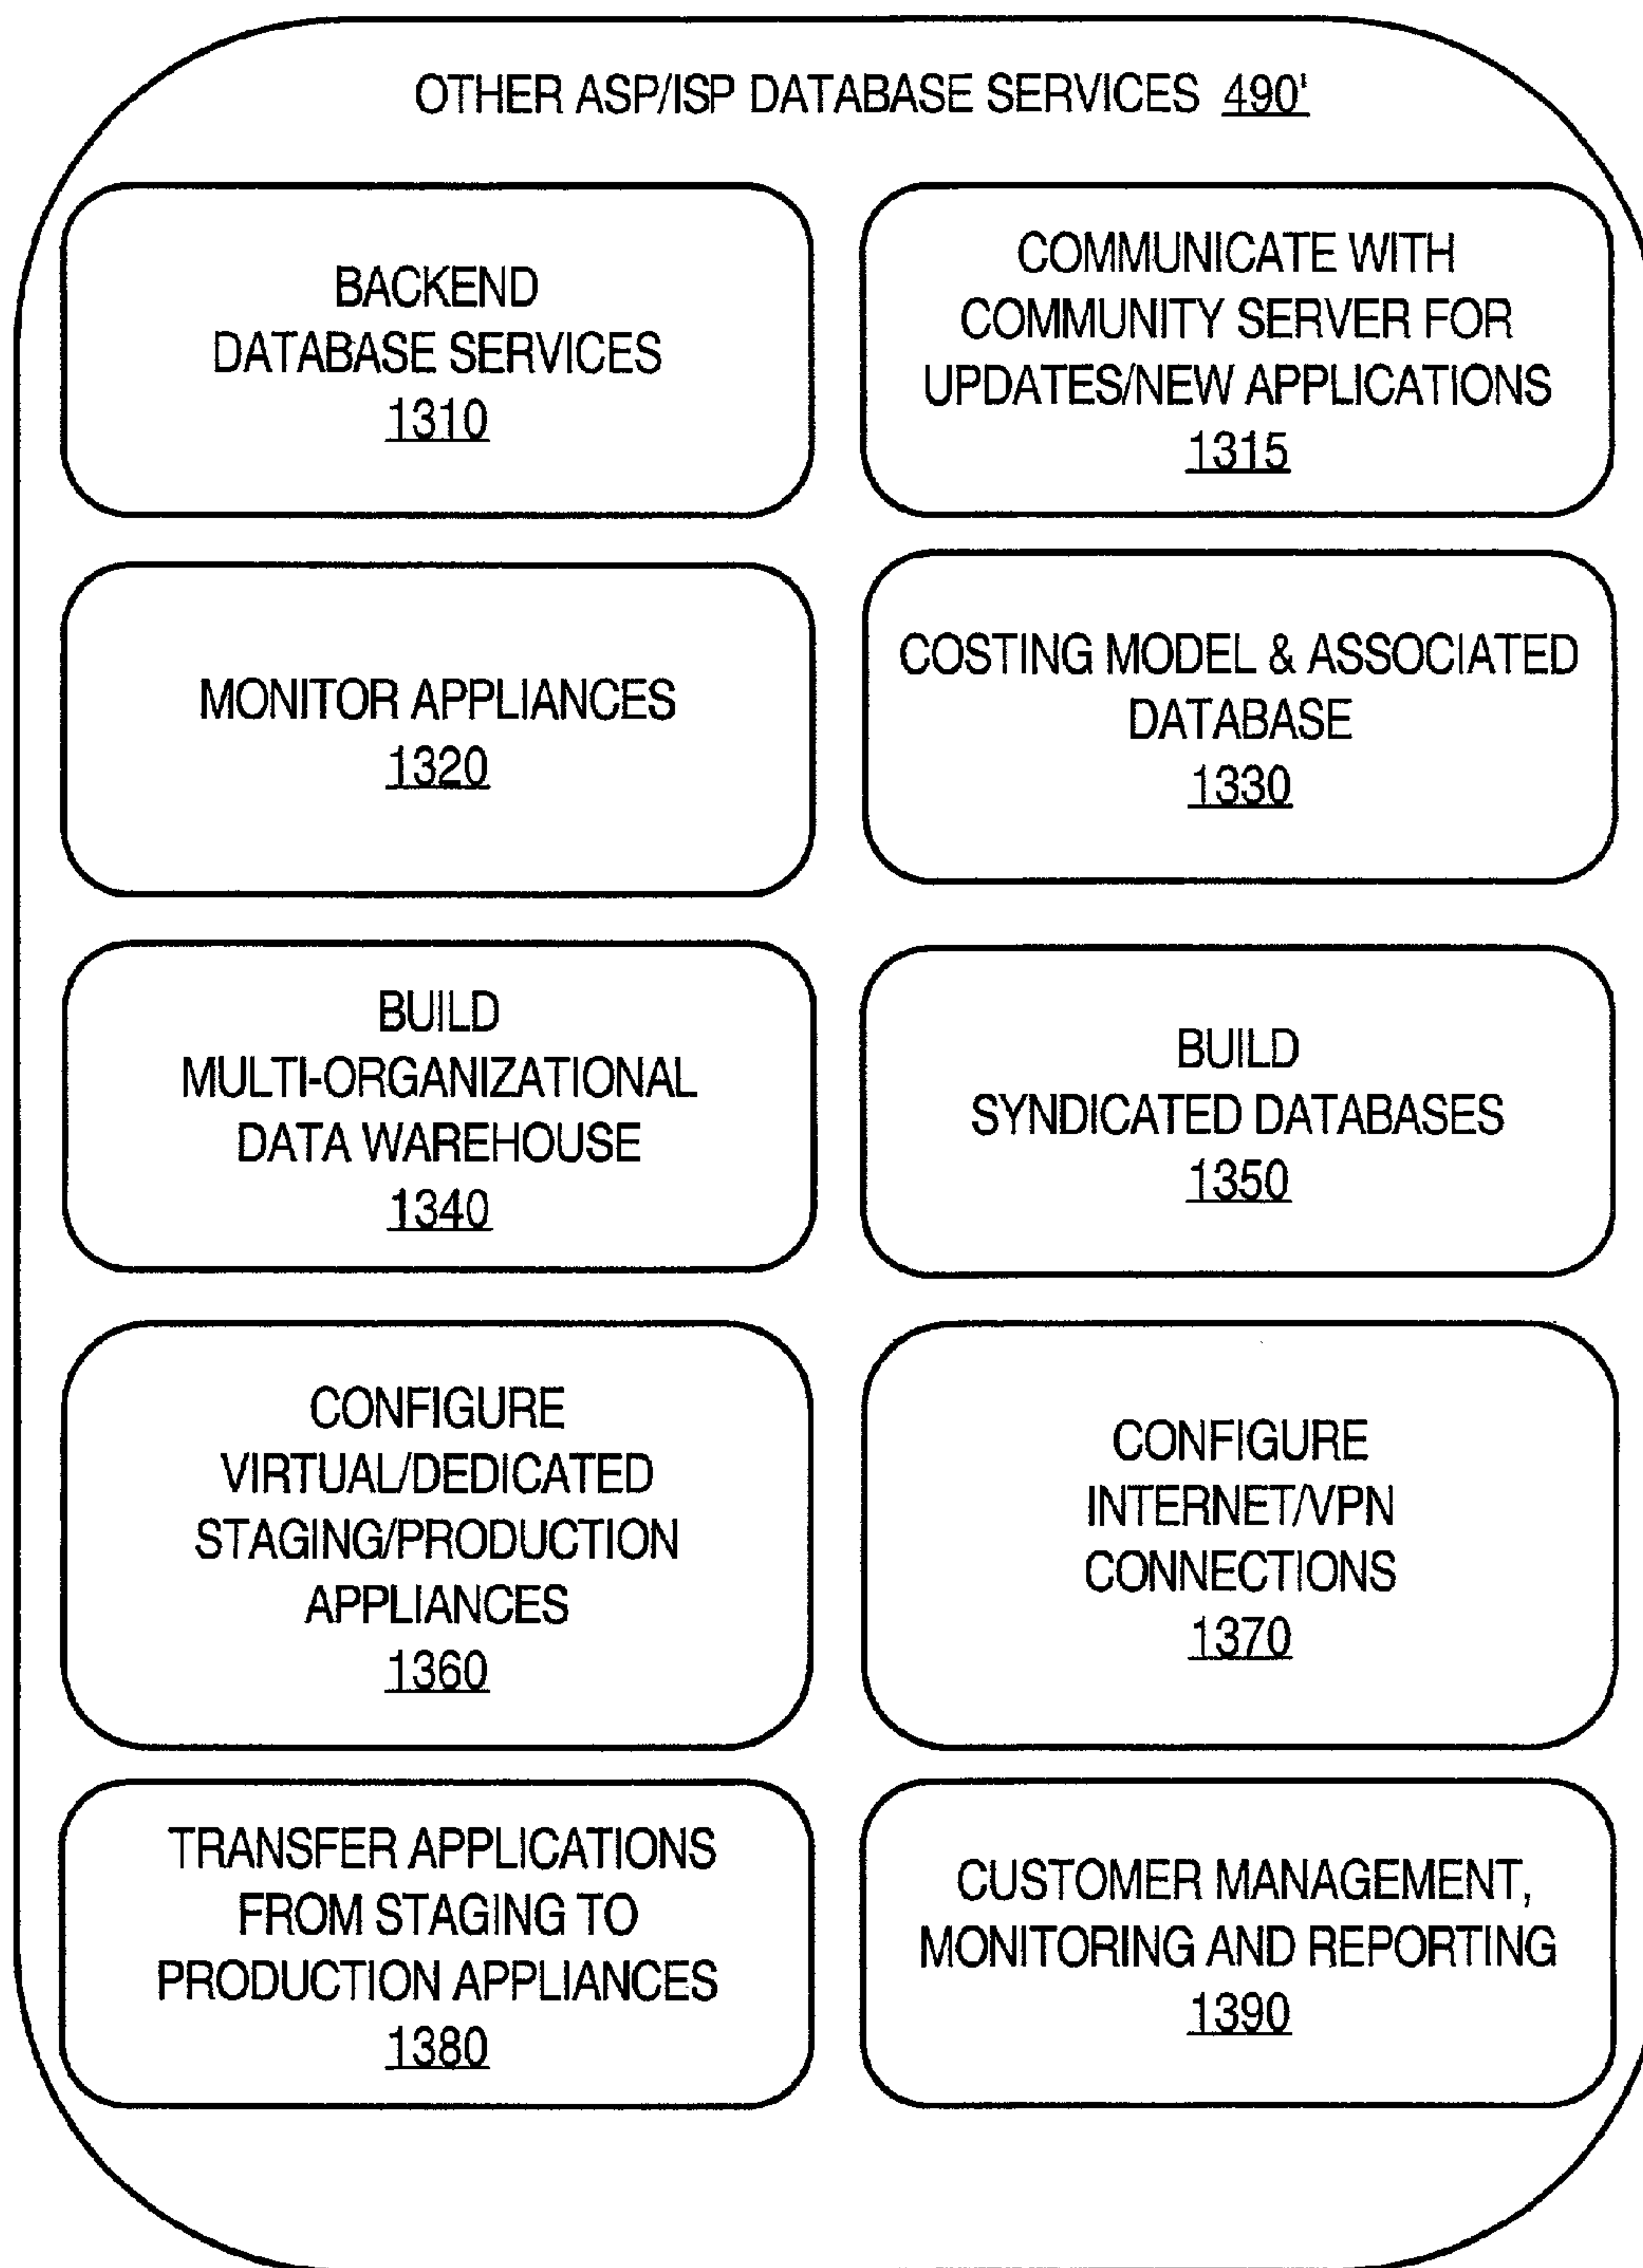 OTHER ASP/ISP DATABASE SERVICES 490'
BACKEND
DATABASE SERVICES
1310
COMMUNICATE WITH
COMMUNITY SERVER FOR
UPDATES/NEW APPLICATIONS
1315
MONITOR APPLIANCES
1320
COSTING MODEL & ASSOCIATED
DATABASE
1330
BUILD
MULTI-ORGANIZATIONAL
DATA WAREHOUSE
1340
BUILD
SYNDICATED DATABASES
1350
CONFIGURE
VIRTUAL/DEDICATED
STAGING/PRODUCTION
APPLIANCES
1360
CONFIGURE
INTERNET/VPN
CONNECTIONS
1370
TRANSFER APPLICATIONS
FROM STAGING TO
PRODUCTION APPLIANCES
1380
CUSTOMER MANAGEMENT,
MONITORING AND REPORTING
1390